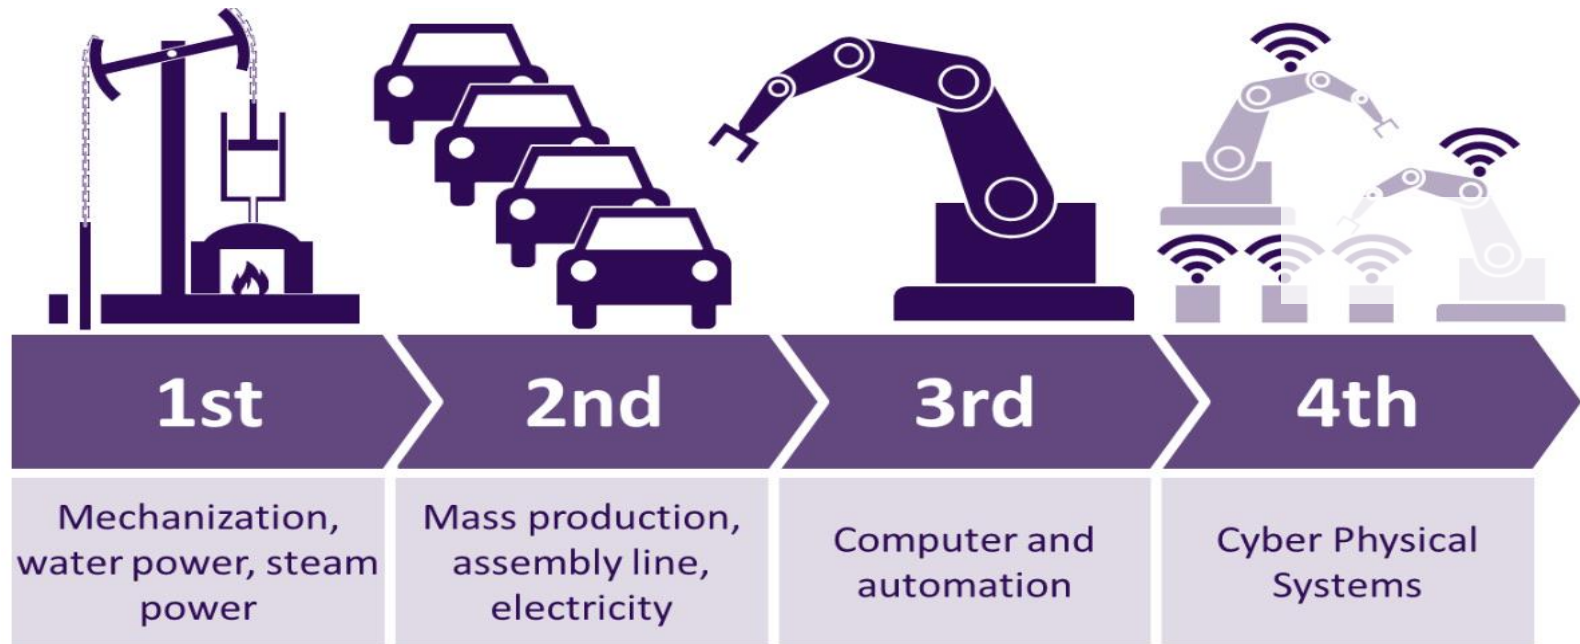 1st
2nd
3rd
4th
Mechanization,
water power, steam
power
Mass production,
assembly line,
electricity
Computer and
automation
Cyber Physical
Systems